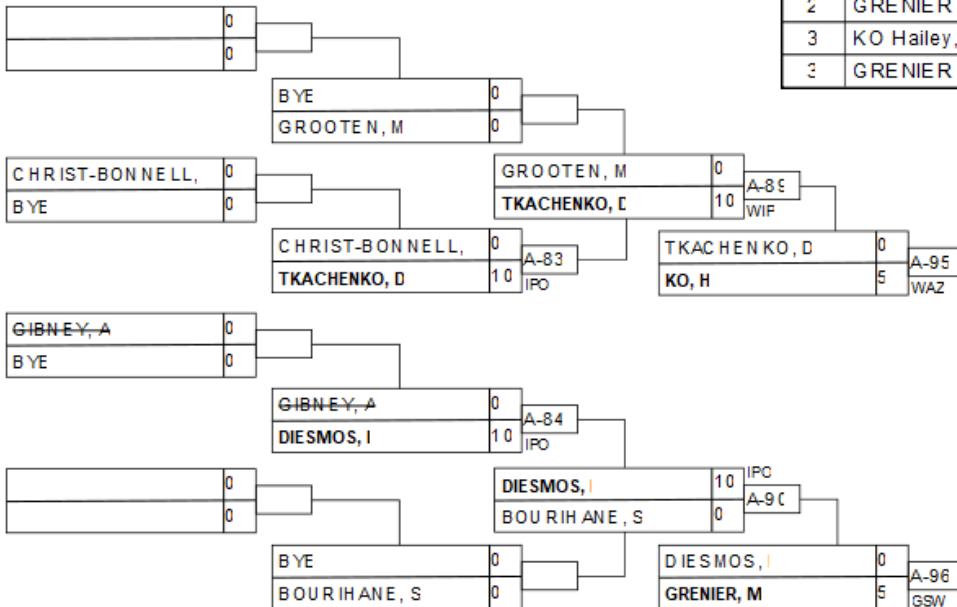 2 GRENIER
3 KO Hailey,
3 GRENIER
0
0
BYE 0
GROOTEN, M 0
CHRIST-BONNELL, 0
BYE 0
GROOTEN, M 0
TKACHENKO, D 10
A-89
WIP
CHRIST-BONNELL, 0
TKACHENKO, D 10
A-83
IPO
TKACHENKO, D 0
KO, H 5
A-95
WAZ
GIBNEY, A 0
BYE 0
GIBNEY, A 0
DIESMOS, I 10
A-84
IPO
0
0
DIESMOS, I 10
BOURIHANE, S 0
IPO
A-90
BYE 0
BOURIHANE, S 0
DIESMOS, I 0
GRENIER, M 5
A-96
GSW